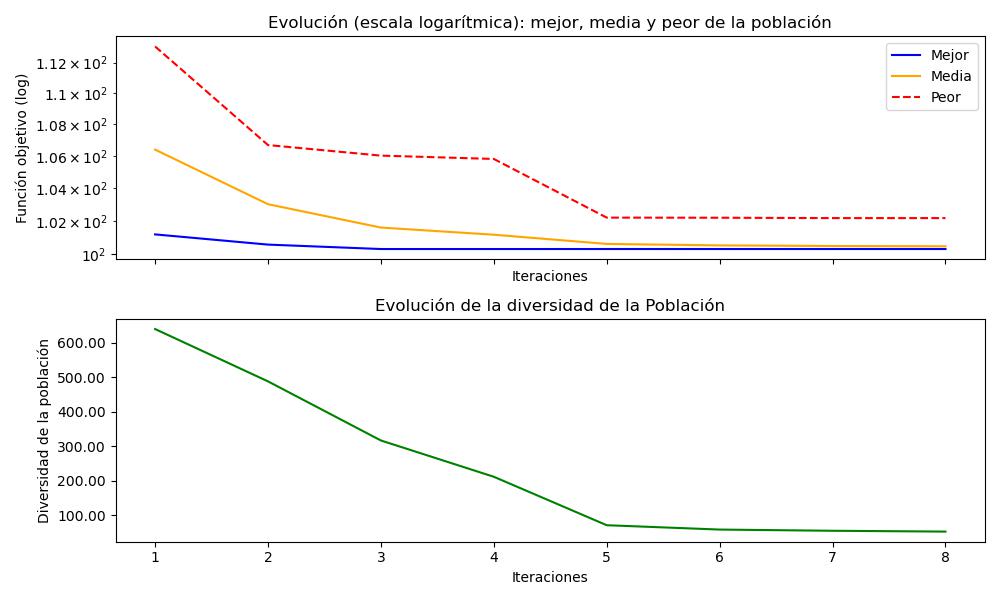 Evolución (escala logarítmica): mejor, media y peor de la población
Función objetivo (log)
1.12 × 10²
1.1 × 10²
1.08 × 10²
1.06 × 10²
1.04 × 10²
1.02 × 10²
10²
Mejor
Media
Peor
Iteraciones
Evolución de la diversidad de la Población
Diversidad de la población
600.00
500.00
400.00
300.00
200.00
100.00
1 2 3 4 5 6 7 8
Iteraciones